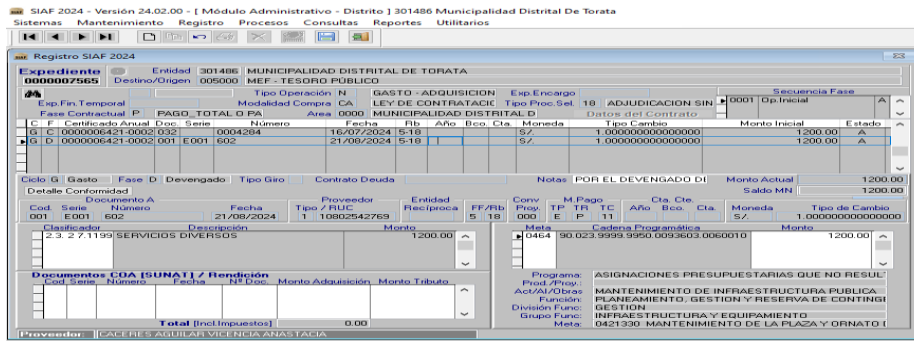 SIAF 2024 - Versión 24.02.00 - [ Módulo Administrativo - Distrito ] 301486 Municipalidad Distrital De Torata
Sistemas Mantenimiento Registro Procesos Consultas Reportes Utilitarios
Registro SIAF 2024
Expediente Entidad 301486 MUNICIPALIDAD DISTRITAL DE TORATA
0000007565 Destino/Origen 005000 MEF - TESORO PÚBLICO
Tipo Operación N GASTO - ADQUISICION Exp.Encargo Secuencia Fase
Exp.Fin.Temporal Modalidad Compra CA LEY DE CONTRATACIC Tipo Proc.Sel. 18 ADJUDICACION SIN 0001 Op.Inicial A
Fase Contractual P PAGO_TOTAL O PA Area 0000 MUNICIPALIDAD DISTRITAL D Datos del Contrato
C F Certificado Anual Doc. Serie Número Fecha Rb Año Bco. Cta. Moneda Tipo Cambio Monto Inicial Estado
G C 0000006421-0002 032 0004284 16/07/2024 5-18 S/. 1.000000000000000 1200.00 A
G D 0000006421-0002 001 E001 602 21/08/2024 5-18 S/. 1.000000000000000 1200.00 A
Ciclo G Gasto Fase D Devengado Tipo Giro Contrato Deuda Notas POR EL DEVENGADO DI Monto Actual 1200.00
Detalle Conformidad Saldo MN 1200.00
Documento A Proveedor Entidad Conv M.Pago Cta. Cte.
Cod. Serie Número Fecha Tipo / RUC Recíproca FF/Rb Proy. TP TR TC Año Bco. Cta. Moneda Tipo de Cambio
001 E001 602 21/08/2024 1 10802542769 5 18 000 E P 11 S/. 1.000000000000000
Clasificador Descripción Monto Meta Cadena Programática Monto
2.3. 2 7.1199 SERVICIOS DIVERSOS 1200.00 0464 90.023.9999.9950.0093603.0060010 1200.00
Documentos COA [SUNAT] / Rendición
Cod Serie Número Fecha Nº Doc. Monto Adquisición Monto Tributo
Total [Incl.Impuestos] 0.00
Programa: ASIGNACIONES PRESUPUESTARIAS QUE NO RESUL
Prod./Proy.:
Act/AI/Obras MANTENIMIENTO DE INFRAESTRUCTURA PUBLICA
Función: PLANEAMIENTO, GESTION Y RESERVA DE CONTINGE
División Func: GESTION
Grupo Func: INFRAESTRUCTURA Y EQUIPAMIENTO
Meta: 0421330 MANTENIMIENTO DE LA PLAZA Y ORNATO
Proveedor: CACERES AGUILAR VICENCIA ANASTACIA